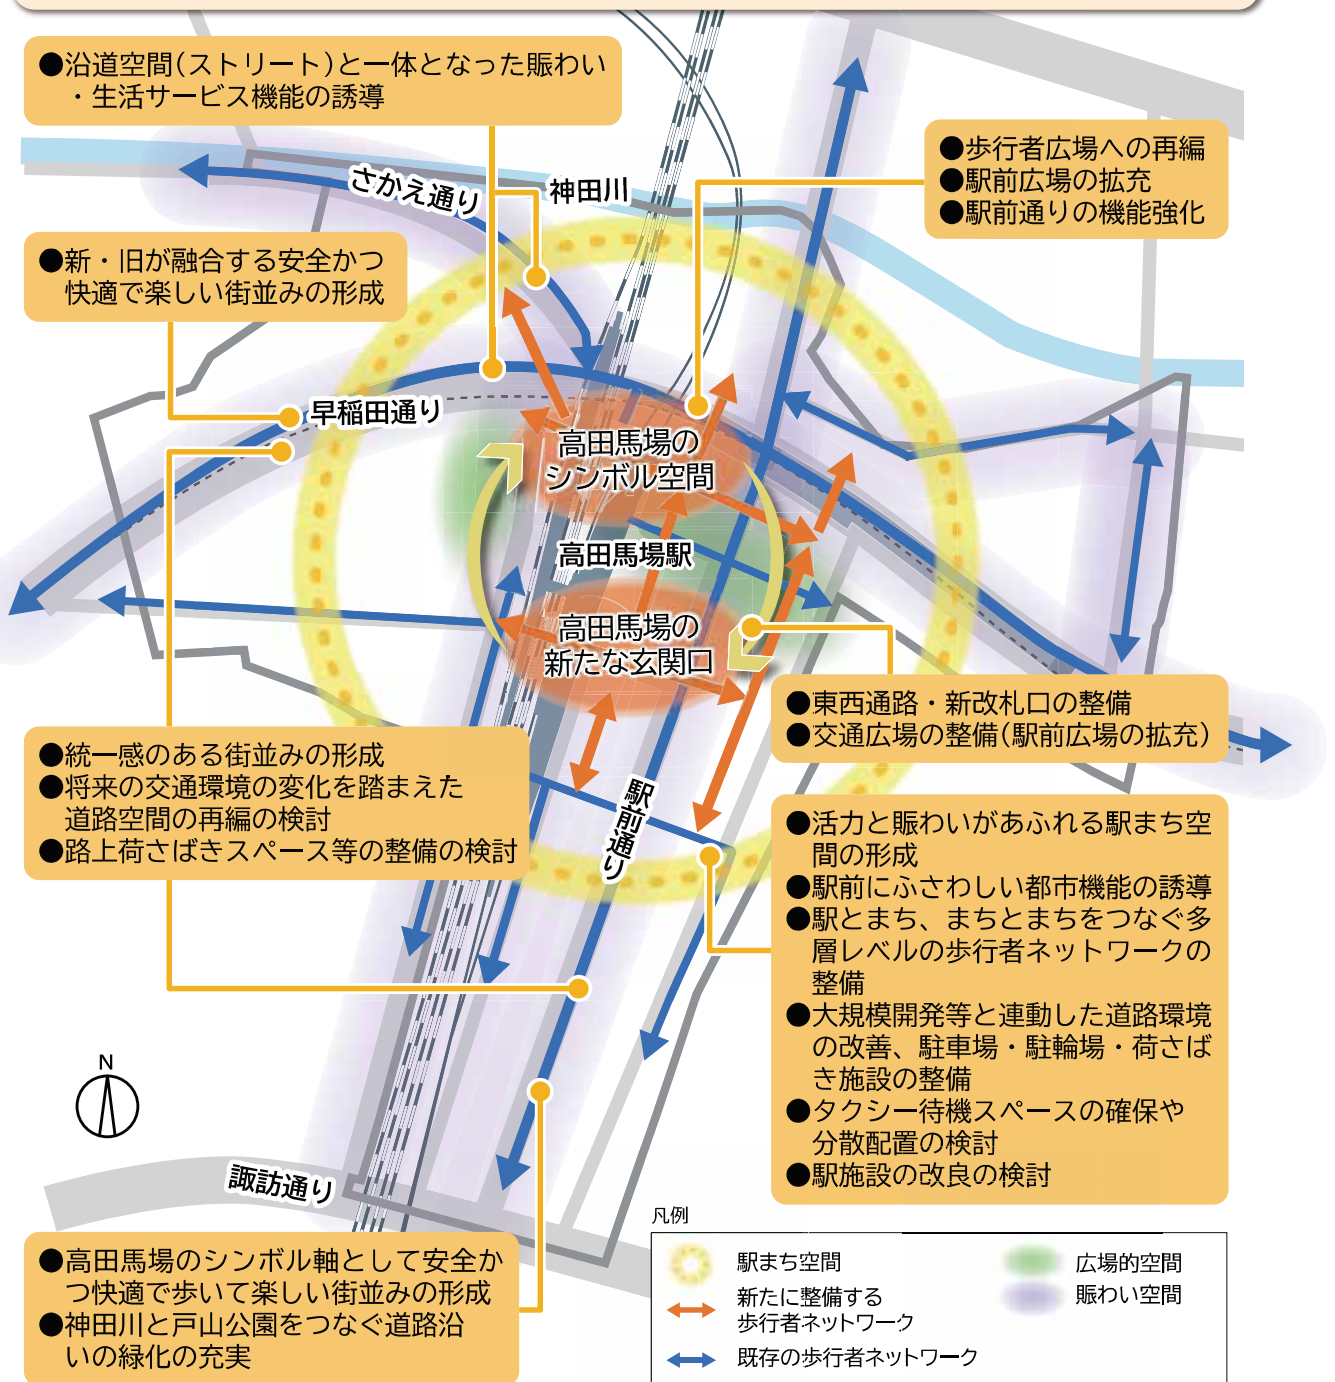 ●沿道空間(ストリート)と一体となった賑わい
・生活サービス機能の誘導
●歩行者広場への再編
●駅前広場の拡充
●駅前通りの機能強化
さかえ通り
神田川
●新・旧が融合する安全かつ
快適で楽しい街並みの形成
早稲田通り
高田馬場の
シンボル空間
高田馬場駅
高田馬場の
新たな玄関口
●東西通路・新改札口の整備
●交通広場の整備(駅前広場の拡充)
●統一感のある街並みの形成
●将来の交通環境の変化を踏まえた
道路空間の再編の検討
●路上荷さばきスペース等の整備の検討
駅前通り
●活力と賑わいがあふれる駅まち空
間の形成
●駅前にふさわしい都市機能の誘導
●駅とまち、まちとまちをつなぐ多
層レベルの歩行者ネットワークの
整備
●大規模開発等と連動した道路環境
の改善、駐車場・駐輪場・荷さば
き施設の整備
●タクシー待機スペースの確保や
分散配置の検討
●駅施設の改良の検討
N
諏訪通り
●高田馬場のシンボル軸として安全か
つ快適で歩いて楽しい街並みの形成
●神田川と戸山公園をつなぐ道路沿
いの緑化の充実
凡例
駅まち空間
新たに整備する
歩行者ネットワーク
既存の歩行者ネットワーク
広場的空間
賑わい空間